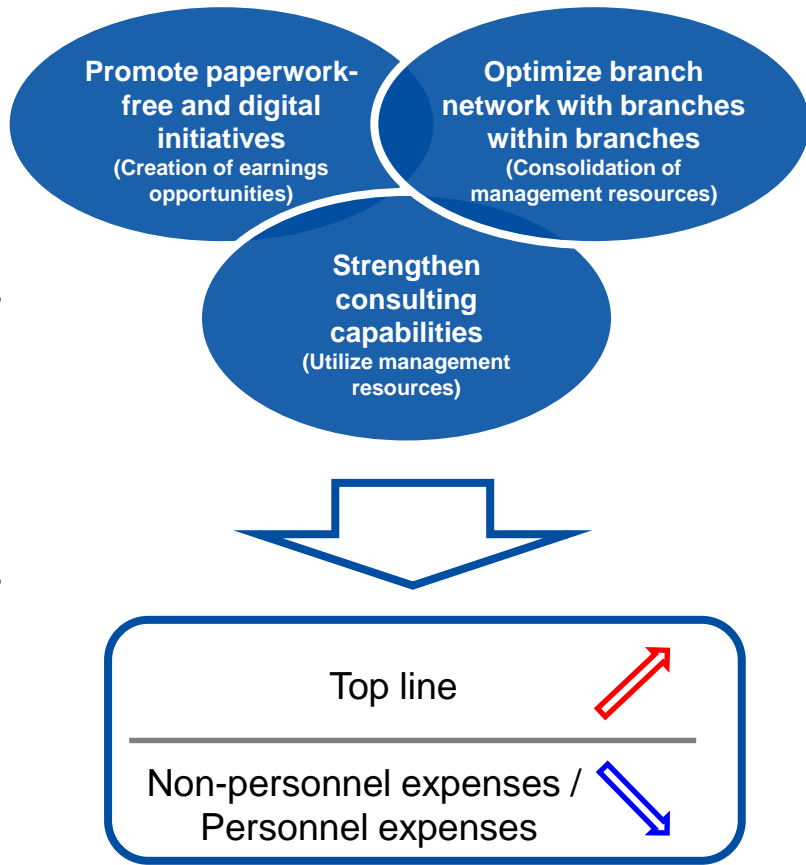 Promote paperwork-
free and digital
initiatives
(Creation of earnings
opportunities)
Optimize branch
network with branches
within branches
(Consolidation of
management resources)
Strengthen
consulting
capabilities
(Utilize management
resources)
Top line
Non-personnel expenses /
Personnel expenses